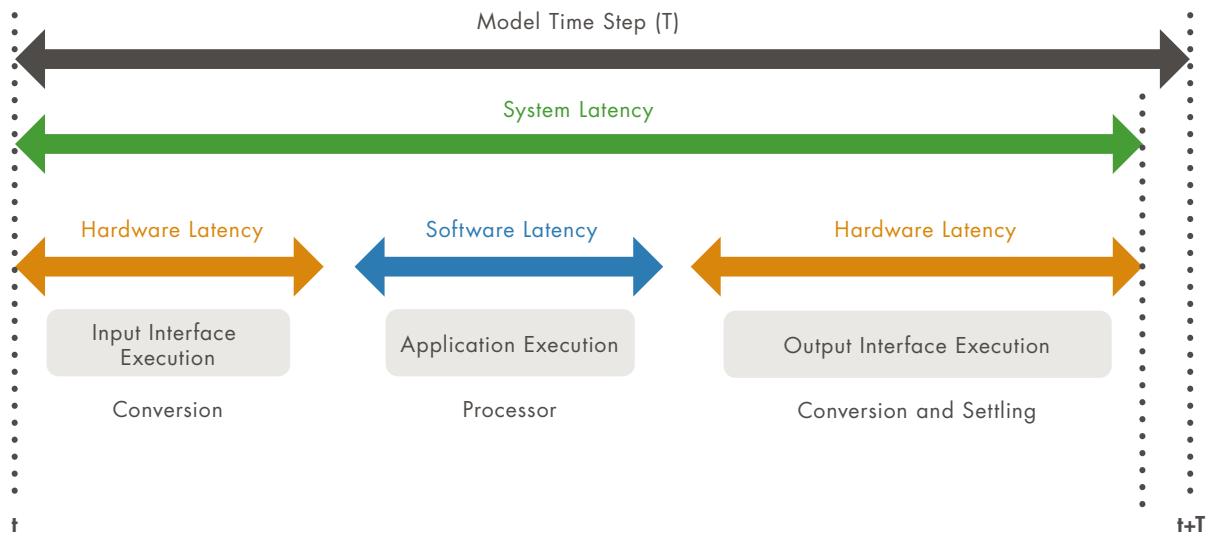 Model Time Step (T)
System Latency
Hardware Latency
Software Latency
Hardware Latency
Input Interface
Execution
Application Execution
Output Interface Execution
Conversion
Processor
Conversion and Settling
t
t+T